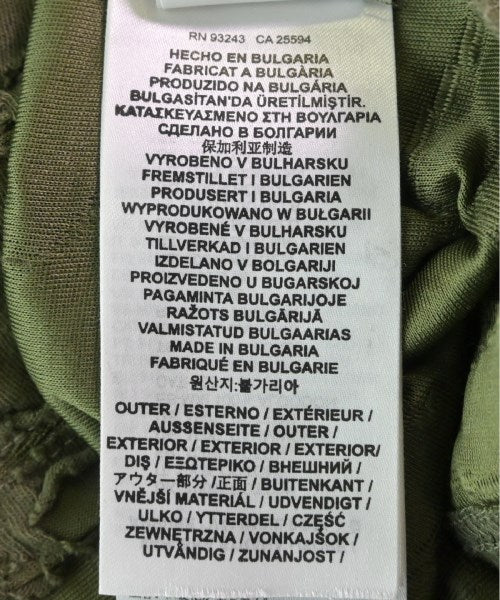 RN 93243 CA 25594
HECHO EN BULGARIA
FABRICAT A BULGÀRIA
PRODUZIDO NA BULGÁRIA
BULGASİTAN'DA ÜRETİLMİŞTİR.
ΚΑΤΑΣΚΕΥΑΣΜΕΝΟ ΣΤΗ ΒΟΥΛΓΑΡΙΑ
СДЕЛАНО В БОЛГАРИИ
保加利亚制造
VYROBENO V BULHARSKU
FREMSTILLET I BULGARIEN
PRODUSERT I BULGARIA
WYPRODUKOWANO W BUŁGARII
VYROBENO V BULHARSKU
TILLVERKAD I BULGARIEN
IZDELANO V BOLGARIJI
PROIZVEDENO U BUGARSKOJ
PAGAMINTA BULGARIJOJE
RAŽOTS BULGĀRIJĀ
VALMISTATUD BULGAARIAS
MADE IN BULGARIA
FABRIQUÉ EN BULGARIE
원산지:불가리아
OUTER / ESTERNO / EXTÉRIEUR /
AUSSENSEITE / OUTER /
EXTERIOR / EXTERIOR / EXTERIOR/
DIŞ / ΕΞΩΤΕΡΙΚΟ / ВНЕШНИЙ /
アウター部分 /正面 / BUITENKANT /
VNĚJŠÍ MATERIÁL / UDVENDIGT /
ULKO / YTTERDEL / CZĘŚĆ
ZEWNĘTRZNA / VONKAJŠOK /
UTVÄNDIG / ZUNANJOST /